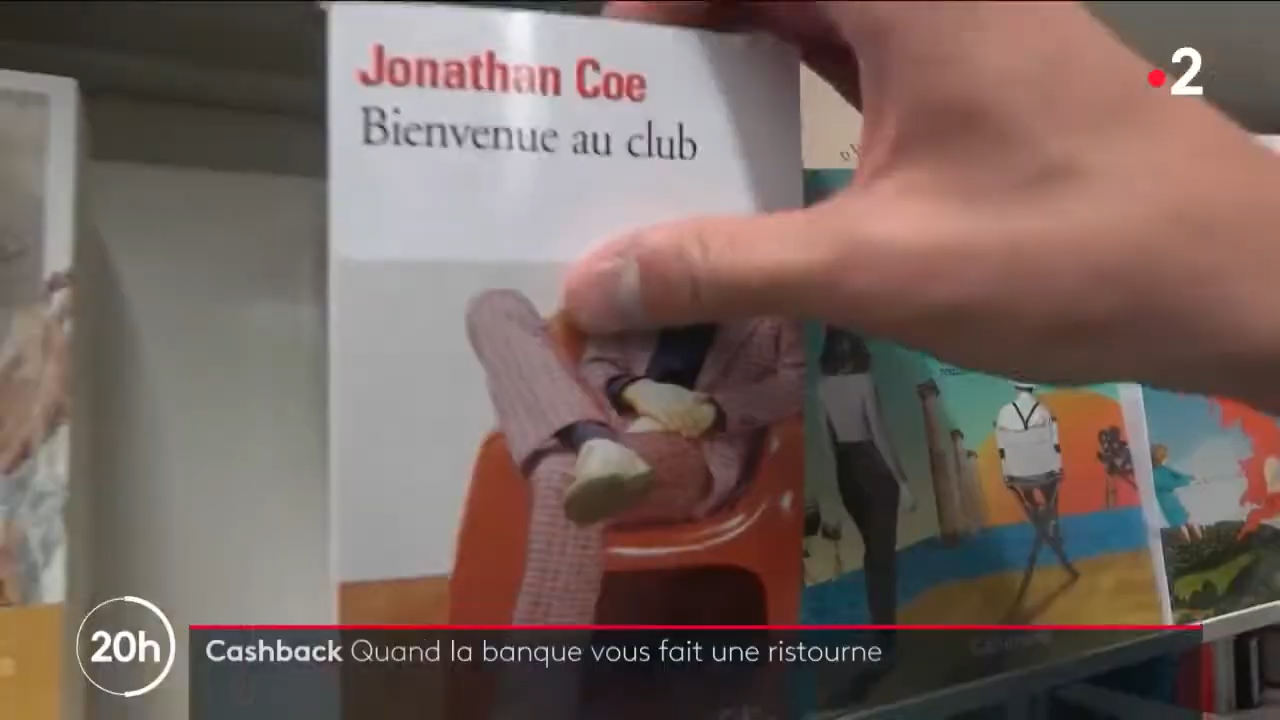 Jonathan Coe
Bienvenue au club
2
20h
Cashback Quand la banque vous fait une ristourne